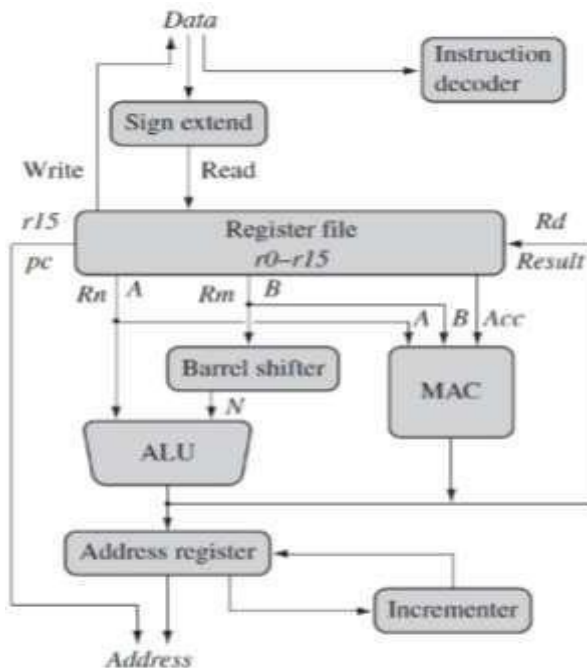 Data
Instruction
decoder
Sign extend
Write
Read
r15
Register file
Rd
pc
r0–r15
Result
Rn
A
Rm
B
A
B
Acc
Barrel shifter
MAC
N
ALU
Address register
Incrementer
Address